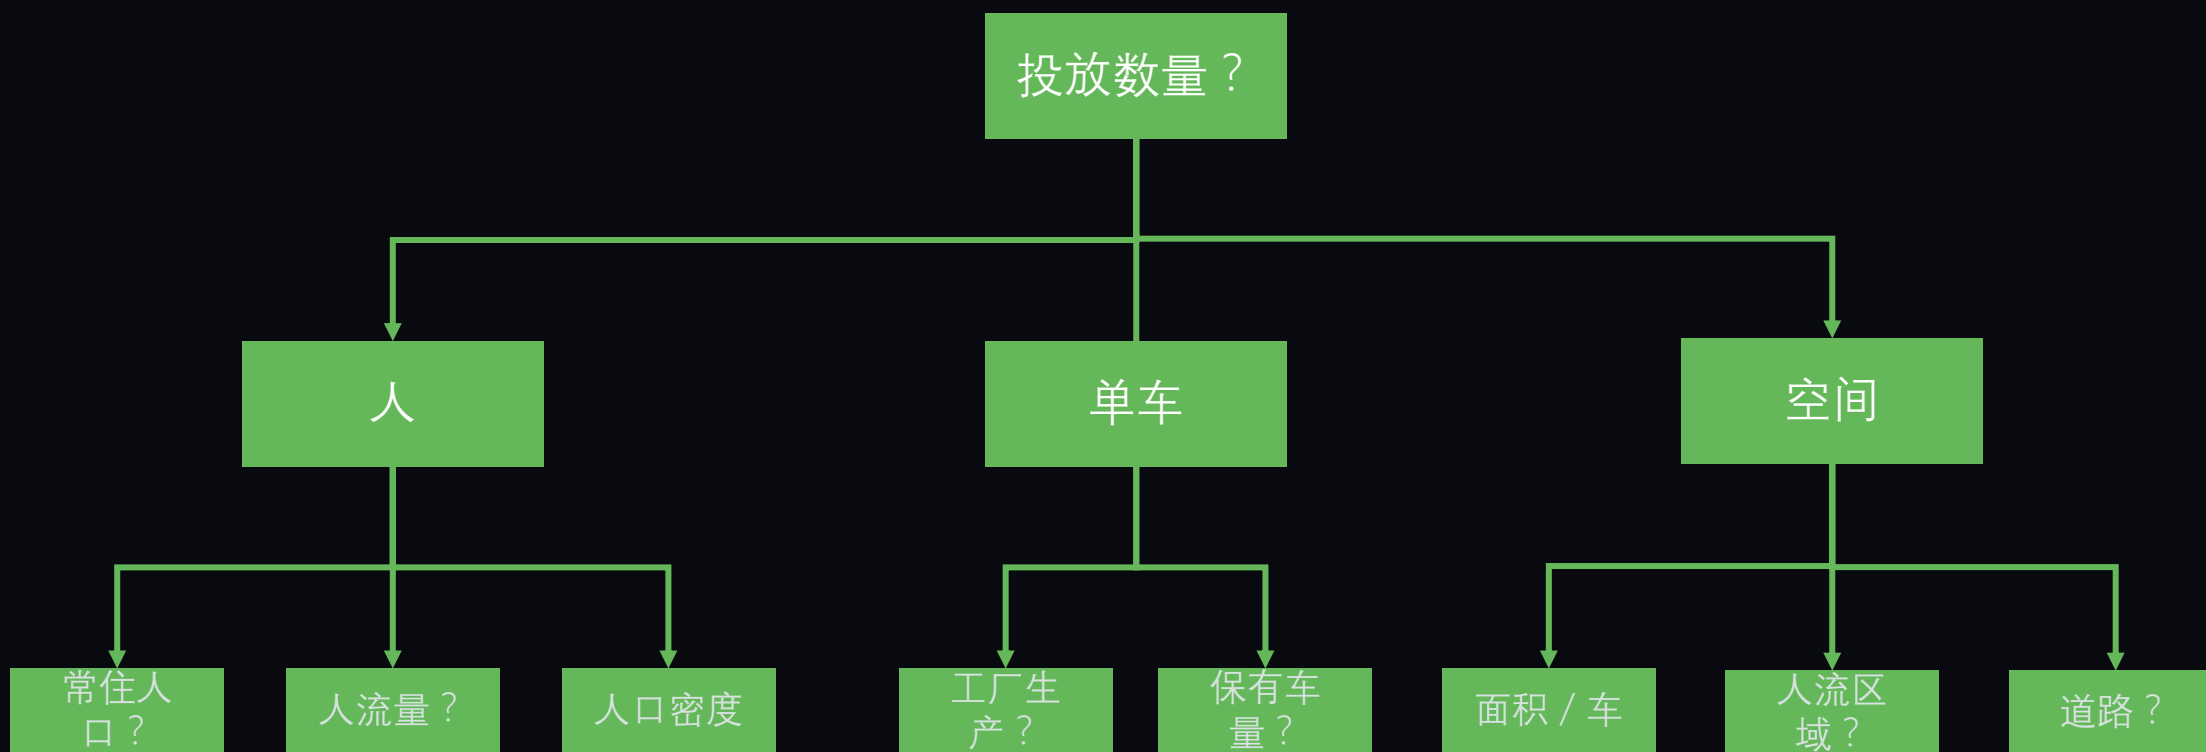 投放数量？
人
单车
空间
常住人
口？
人流量？
人口密度
工厂生
产？
保有车
量？
面积/车
人流区
域？
道路？